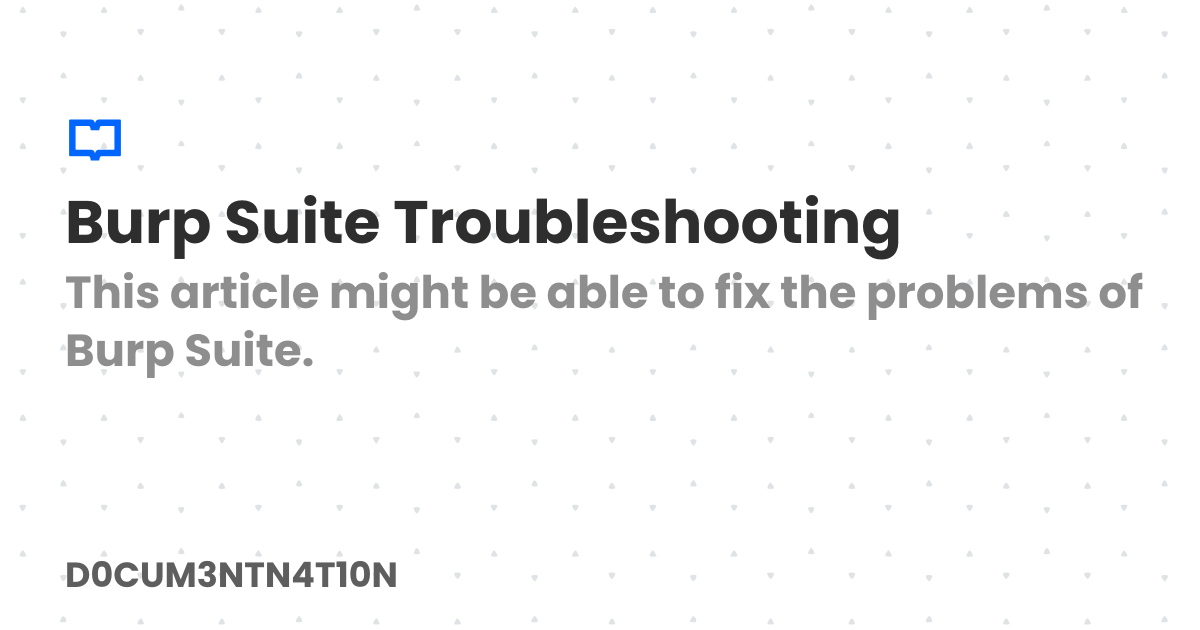 Burp Suite Troubleshooting
This article might be able to fix the problems of
Burp Suite.
D0CUM3NTN4T10N